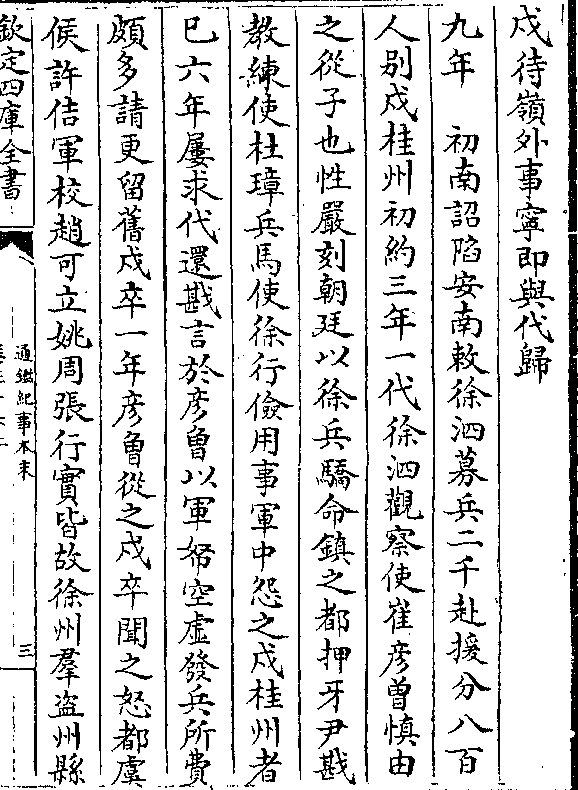 戍待嶺外事寧即與代歸
九年　初南詔陷安南敕徐泗募兵二千赴援分八百
人別戍桂州初約三年一代徐泗觀察使崔彦曽慎由
之從子也性嚴刻朝廷以徐兵驕命鎮之都押牙尹戡
教練使杜璋兵馬使徐行儉用事軍中怨之戍桂州者
已六年屢求代還戡言於彦曽以軍帑空虛發兵所費
頗多請更留舊戍卒一年彦曽從之戍卒聞之怒都虞
侯許佶軍校趙可立姚周張行實皆故徐州羣盗州縣
欽定四庫全書
通鑑紀事本末
三